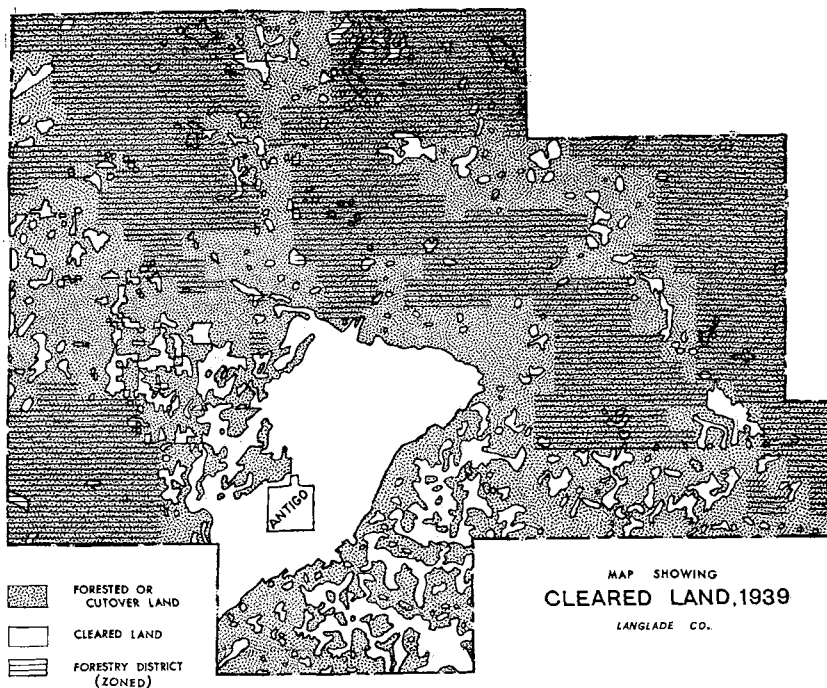 ANTIGO
FORESTED OR
CUTOVER LAND
CLEARED LAND
FORESTRY DISTRICT
(ZONED)
MAP SHOWING
CLEARED LAND, 1939
LANGLADE CO.